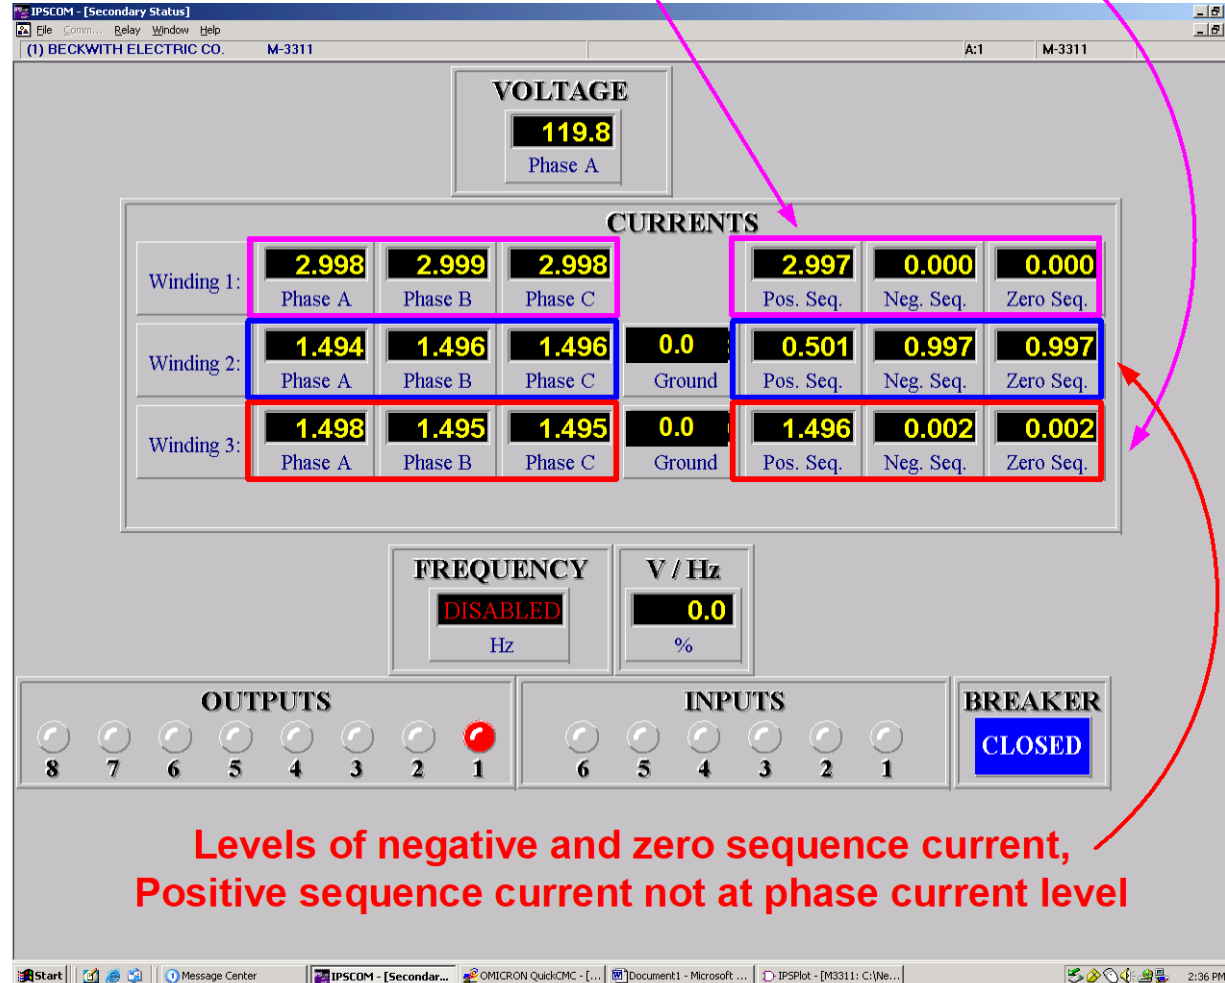 IPSCOM - [Secondary Status]
File Comm... Relay Window Help
(1) BECKWITH ELECTRIC CO. M-3311 A:1 M-3311
VOLTAGE
119.8
Phase A
CURRENTS
Winding 1: 2.998 2.999 2.998 2.997 0.000 0.000
Phase A Phase B Phase C Pos. Seq. Neg. Seq. Zero Seq.
Winding 2: 1.494 1.496 1.496 0.0 0.501 0.997 0.997
Phase A Phase B Phase C Ground Pos. Seq. Neg. Seq. Zero Seq.
Winding 3: 1.498 1.495 1.495 0.0 1.496 0.002 0.002
Phase A Phase B Phase C Ground Pos. Seq. Neg. Seq. Zero Seq.
FREQUENCY V / Hz
DISABLED 0.0
Hz %
OUTPUTS INPUTS BREAKER
CLOSED
8 7 6 5 4 3 2 1 6 5 4 3 2 1
Levels of negative and zero sequence current,
Positive sequence current not at phase current level
Start Message Center IPSCOM - [Secondar... OMICRON QuickCMC - [... Document1 - Microsoft ... IPSPlot - [M3311: C:\Ne... 2:36 PM